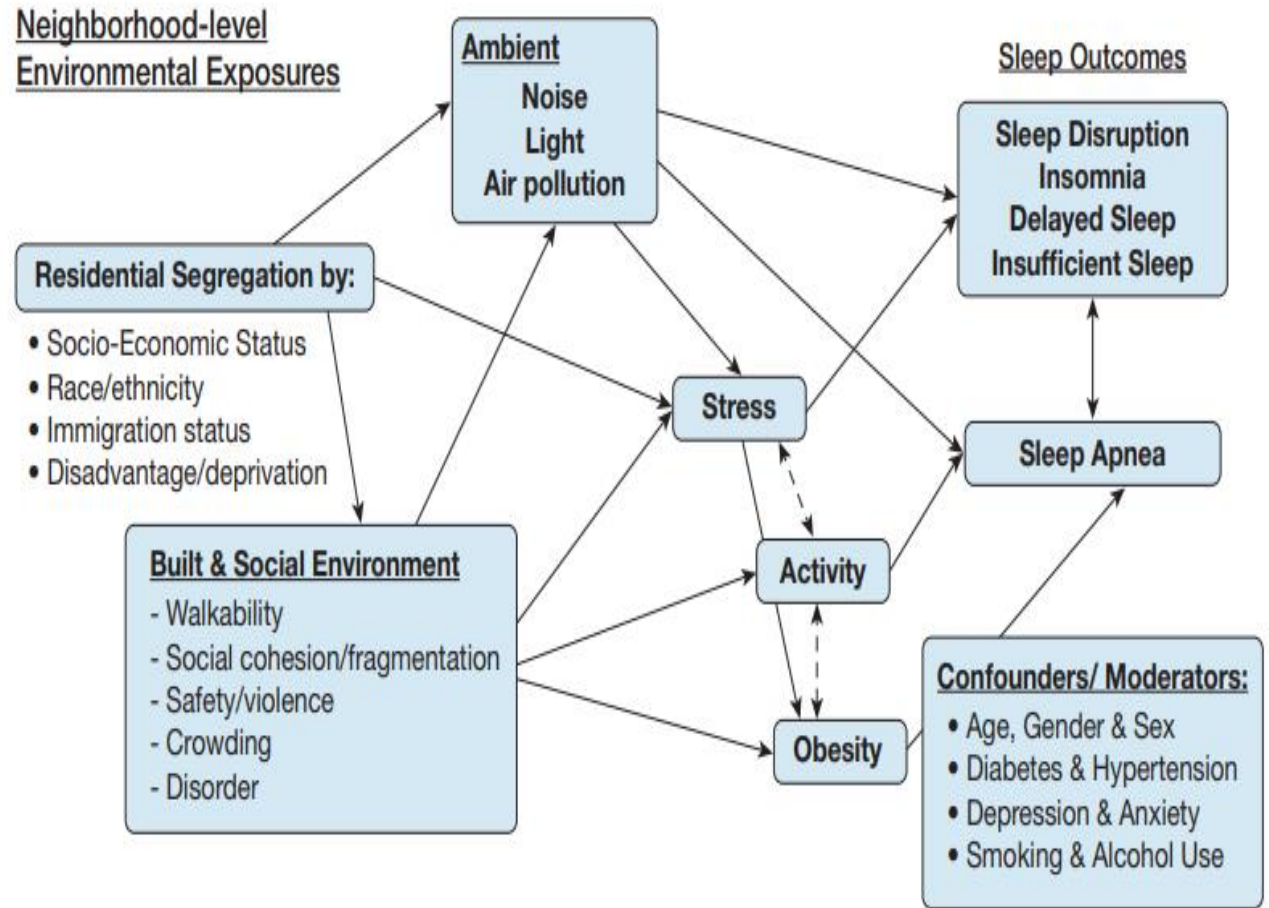 Neighborhood-level
Environmental Exposures
Ambient
Noise
Light
Air pollution
Sleep Outcomes
Sleep Disruption
Insomnia
Delayed Sleep
Insufficient Sleep
Residential Segregation by:
• Socio-Economic Status
• Race/ethnicity
• Immigration status
• Disadvantage/deprivation
Stress
Sleep Apnea
Built & Social Environment
- Walkability
- Social cohesion/fragmentation
- Safety/violence
- Crowding
- Disorder
Activity
Obesity
Confounders/ Moderators:
• Age, Gender & Sex
• Diabetes & Hypertension
• Depression & Anxiety
• Smoking & Alcohol Use